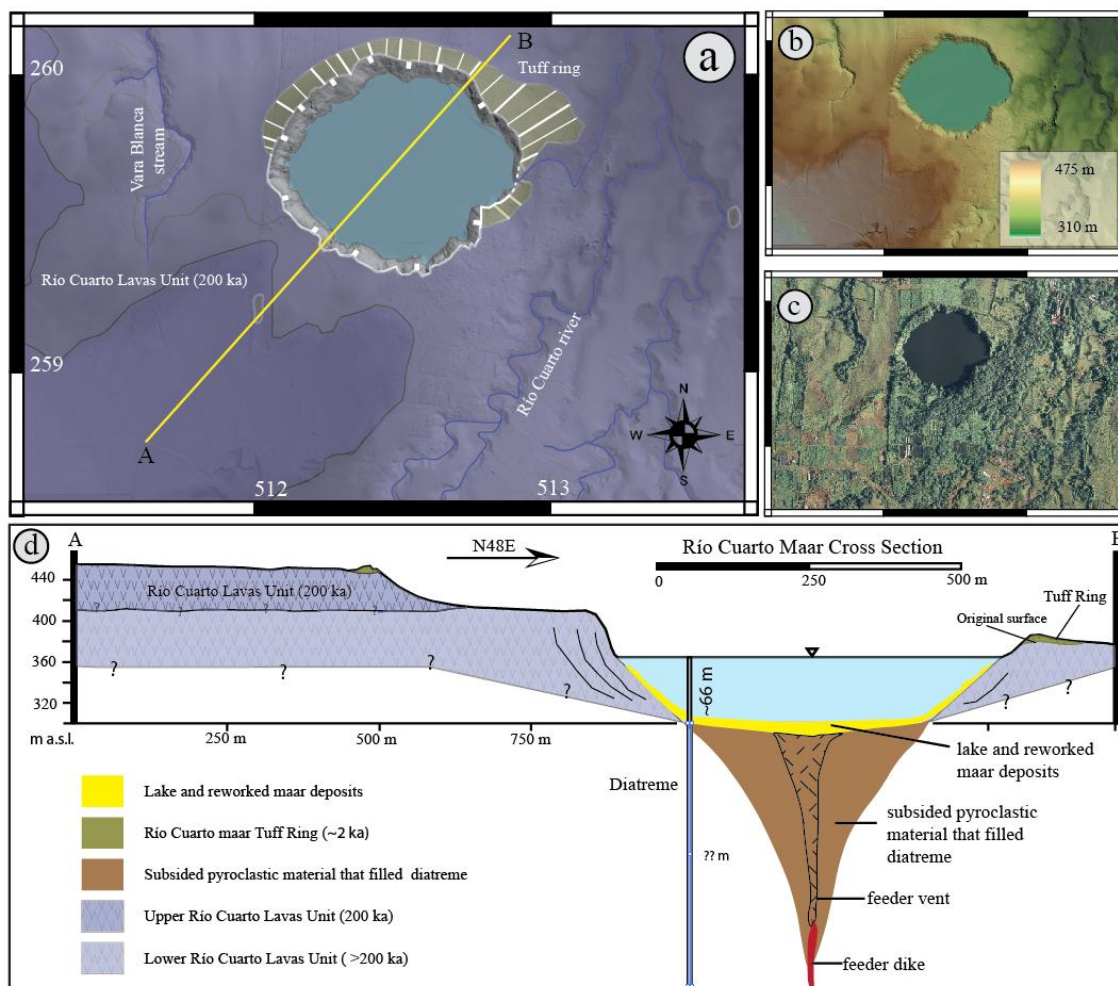 a
B
Tuff ring
260
Vara Blanca
stream
Río Cuarto Lavas Unit (200 ka)
259
Río Cuarto river
A
N
W
E
S
512
513
b
475 m
310 m
c
d
A
N48E
Río Cuarto Maar Cross Section
0
250
500 m
440
400
360
320
m a.s.l.
Río Cuarto Lavas Unit (200 ka)
?
?
?
?
?
?
?
?
?
?
Original surface
Tuff Ring
~66 m
250 m
500 m
750 m
Diatreme
?? m
lake and reworked
maar deposits
subsided pyroclastic
material that filled
diatreme
feeder vent
feeder dike
Lake and reworked maar deposits
Río Cuarto maar Tuff Ring (~2 ka)
Subsided pyroclastic material that filled diatreme
Upper Río Cuarto Lavas Unit (200 ka)
Lower Río Cuarto Lavas Unit ( >200 ka)